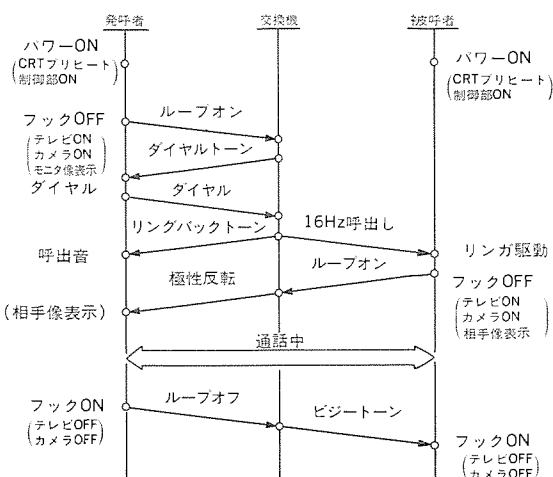 発呼者
交換機
被呼者
パワーON
(CRTプリヒート
制御部ON)
パワーON
(CRTプリヒート
制御部ON)
フックOFF
(テレビON
カメラON
モニタ像表示)
ループオン
ダイヤルトーン
ダイヤル
ダイヤル
リングバックトーン
16Hz呼出し
呼出音
リンガ駆動
ループオン
極性反転
フックOFF
(テレビON
カメラON
相手像表示)
(相手像表示)
通話中
フックON
(テレビOFF
カメラOFF)
ループオフ
ビジートーン
フックON
(テレビOFF
カメラOFF)